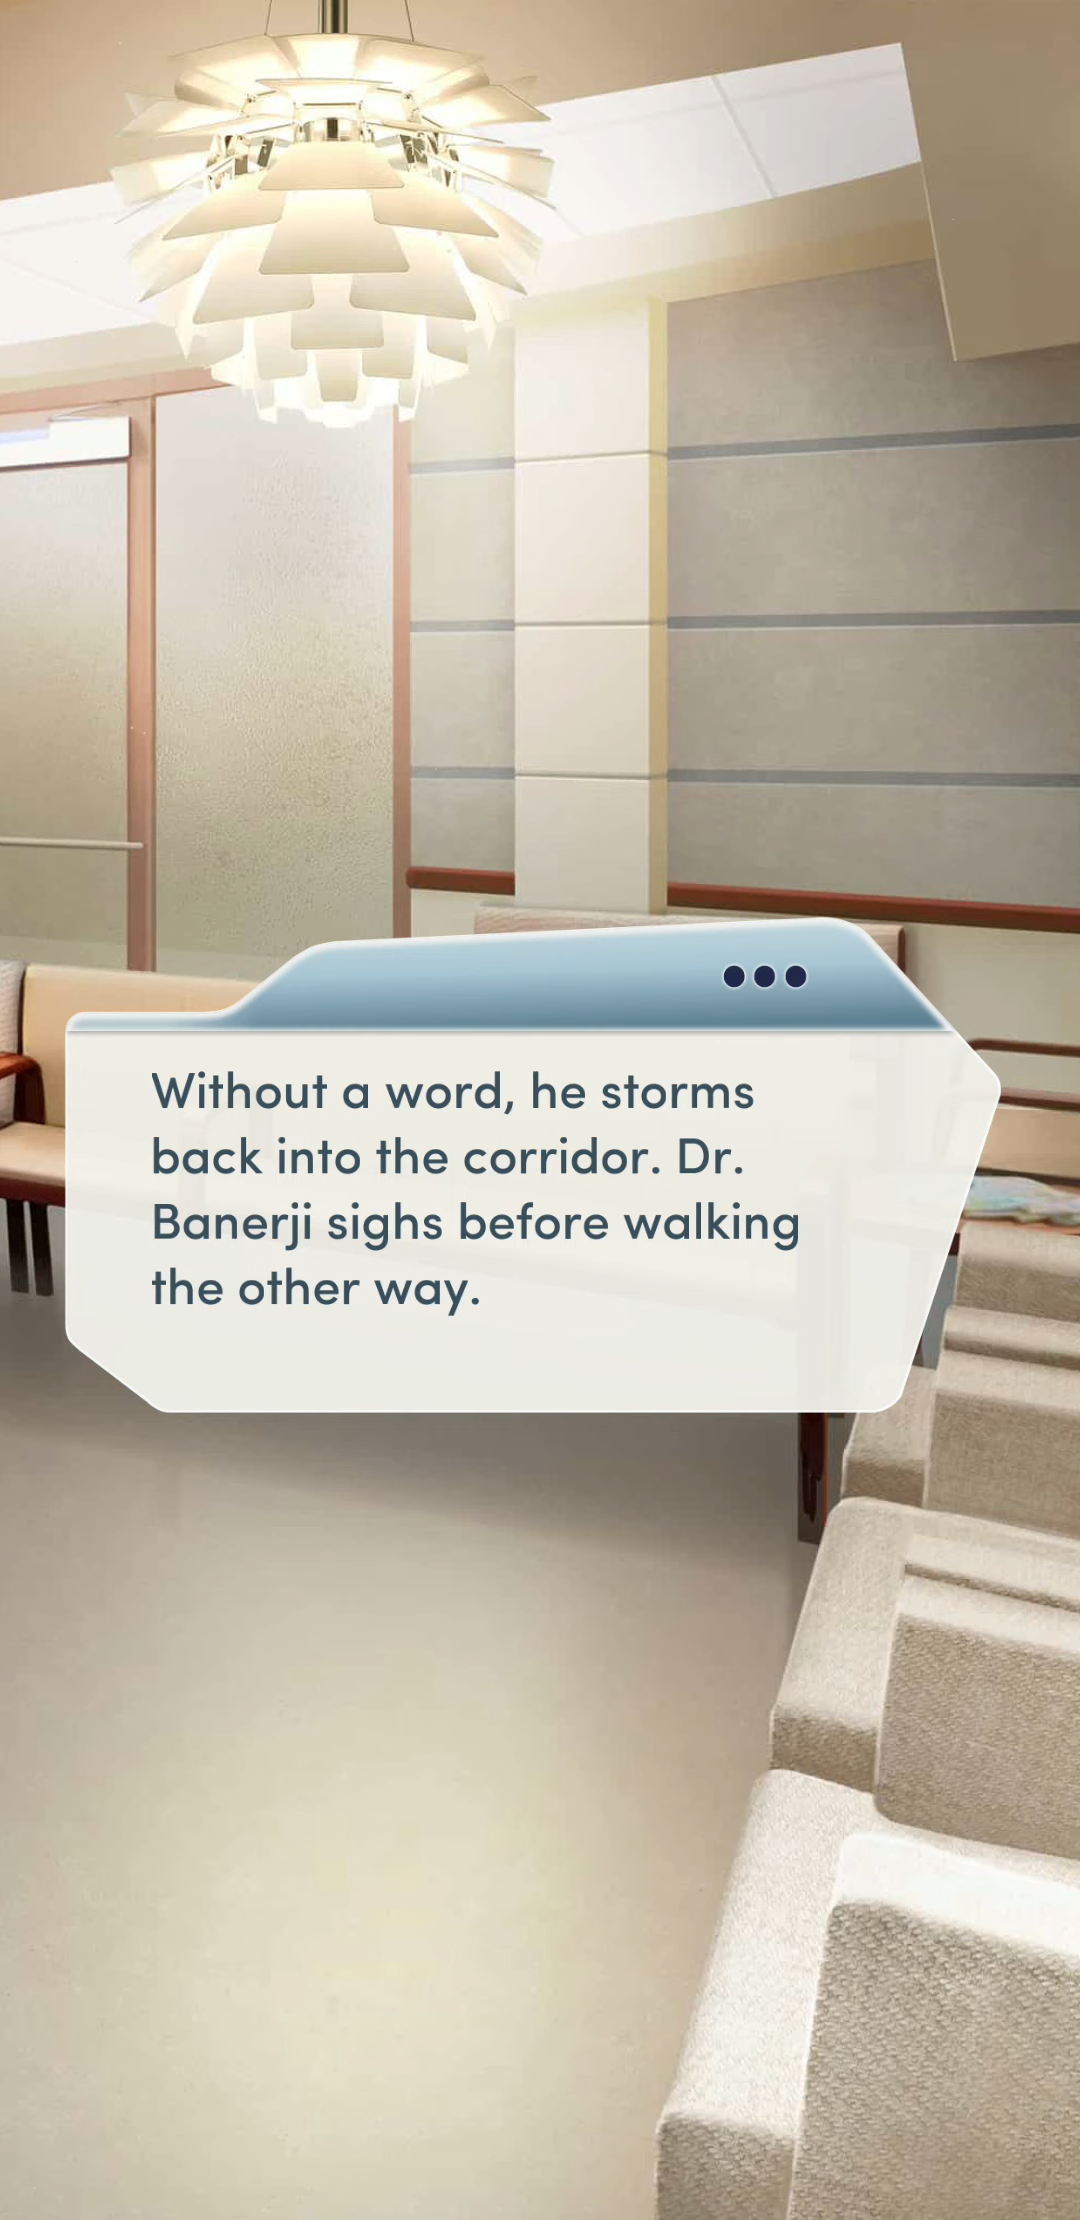 Without a word, he storms
back into the corridor. Dr.
Banerji sighs before walking
the other way.